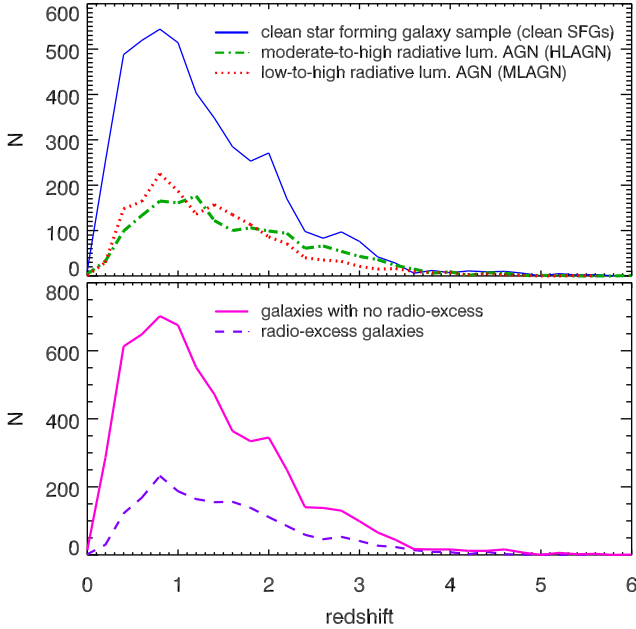 600
clean star forming galaxy sample (clean SFGs)
moderate-to-high radiative lum. AGN (HLAGN)
low-to-high radiative lum. AGN (MLAGN)
500
400
N
300
200
100
0
800
galaxies with no radio-excess
radio-excess galaxies
600
N
400
200
0
0 1 2 3 4 5 6
redshift